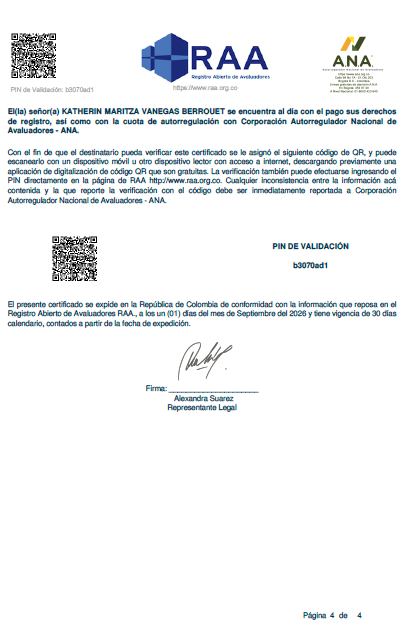 RAA
Registro Abierto de Avaluadores
https://www.raa.org.co
ANA
PIN de Validación: b3070ad1
El(la) señor(a) KATHERIN MARITZA VANEGAS BERROUET se encuentra al día con el pago sus derechos
de registro, así como con la cuota de autorregulación con Corporación Autorregulador Nacional de
Avaluadores - ANA.
Con el fin de que el destinatario pueda verificar este certificado se le asignó el siguiente código de QR, y puede
escanearlo con un dispositivo móvil u otro dispositivo lector con acceso a internet, descargando previamente una
aplicación de digitalización de código QR que son gratuitas. La verificación también puede efectuarse ingresando el
PIN directamente en la página de RAA http://www.raa.org.co. Cualquier inconsistencia entre la información acá
contenida y la que reporte la verificación con el código debe ser inmediatamente reportada a Corporación
Autorregulador Nacional de Avaluadores - ANA.
PIN DE VALIDACIÓN
b3070ad1
El presente certificado se expide en la República de Colombia de conformidad con la información que reposa en el
Registro Abierto de Avaluadores RAA., a los un (01) días del mes de Septiembre del 2026 y tiene vigencia de 30 días
calendario, contados a partir de la fecha de expedición.
Firma: ____________________
Alexandra Suarez
Representante Legal
Página 4 de 4